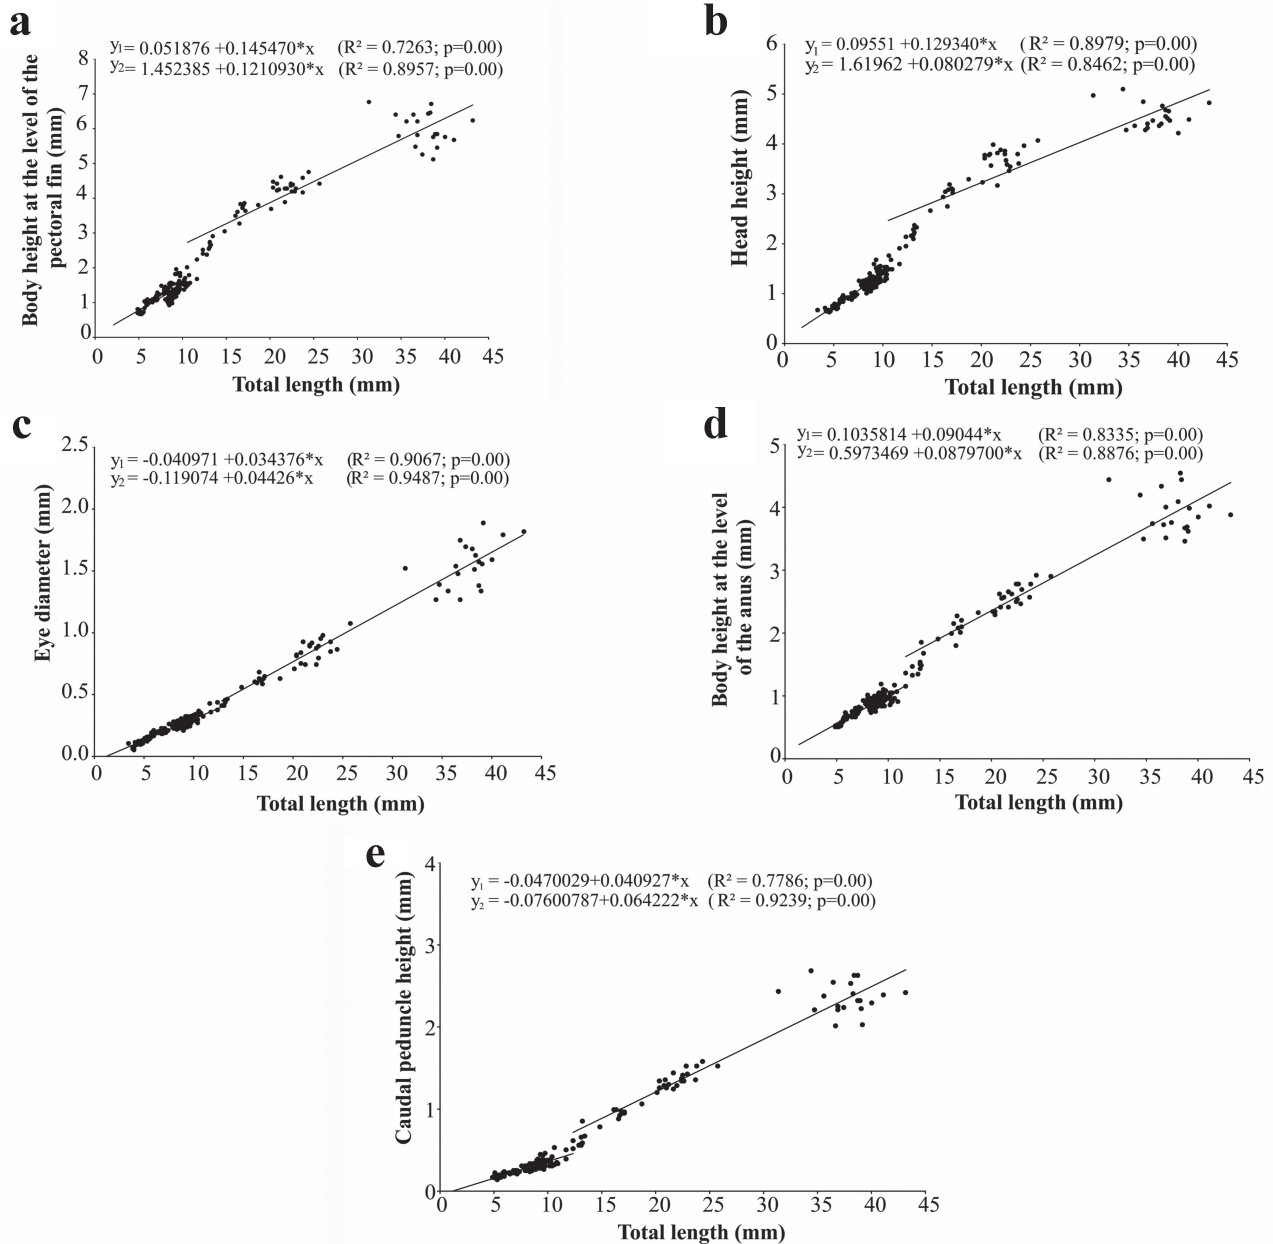 a
y1= 0.051876 +0.145470*x (R² = 0.7263; p=0.00)
y2= 1.452385 +0.1210930*x (R² = 0.8957; p=0.00)
Body height at the level of the
pectoral fin (mm)
8
7
6
5
4
3
2
1
0
0 5 10 15 20 25 30 35 40 45
Total length (mm)
b
y1= 0.09551 +0.129340*x (R² = 0.8979; p=0.00)
y2= 1.61962 +0.080279*x (R² = 0.8462; p=0.00)
Head height (mm)
6
5
4
3
2
1
0
0 5 10 15 20 25 30 35 40 45
Total length (mm)
c
y1 = -0.040971 +0.034376*x (R² = 0.9067; p=0.00)
y2 = -0.119074 +0.04426*x (R² = 0.9487; p=0.00)
Eye diameter (mm)
2.5
2.0
1.5
1.0
0.5
0.0
0 5 10 15 20 25 30 35 40 45
Total length (mm)
d
y1= 0.1035814 +0.09044*x (R² = 0.8335; p=0.00)
y2= 0.5973469 +0.0879700*x (R² = 0.8876; p=0.00)
Body height at the level
of the anus (mm)
5
4
3
2
1
0
0 5 10 15 20 25 30 35 40 45
Total length (mm)
e
y1 = -0.0470029+0.040927*x (R² = 0.7786; p=0.00)
y2 = -0.07600787+0.064222*x (R² = 0.9239; p=0.00)
Caudal peduncle height (mm)
4
3
2
1
0
0 5 10 15 20 25 30 35 40 45
Total length (mm)